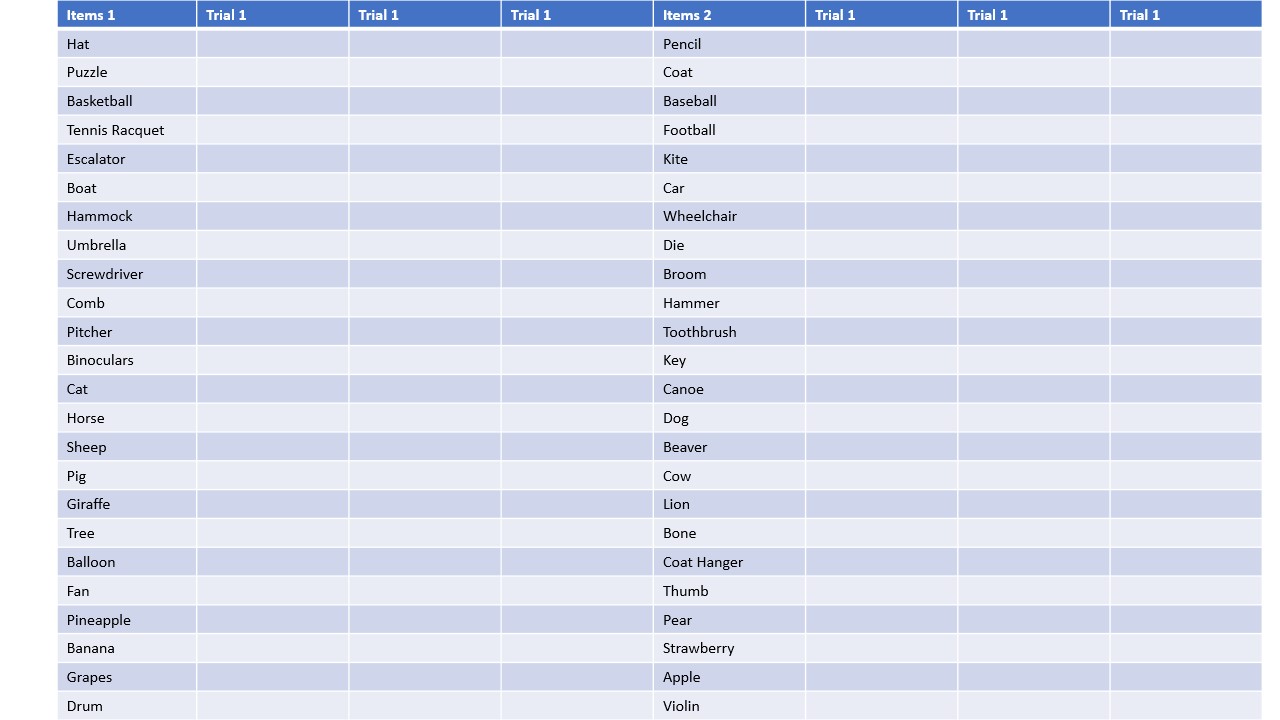 Items 1 Trial 1 Trial 1 Trial 1 Items 2 Trial 1 Trial 1 Trial 1
Hat Pencil
Puzzle Coat
Basketball Baseball
Tennis Racquet Football
Escalator Kite
Boat Car
Hammock Wheelchair
Umbrella Die
Screwdriver Broom
Comb Hammer
Pitcher Toothbrush
Binoculars Key
Cat Canoe
Horse Dog
Sheep Beaver
Pig Cow
Giraffe Lion
Tree Bone
Balloon Coat Hanger
Fan Thumb
Pineapple Pear
Banana Strawberry
Grapes Apple
Drum Violin